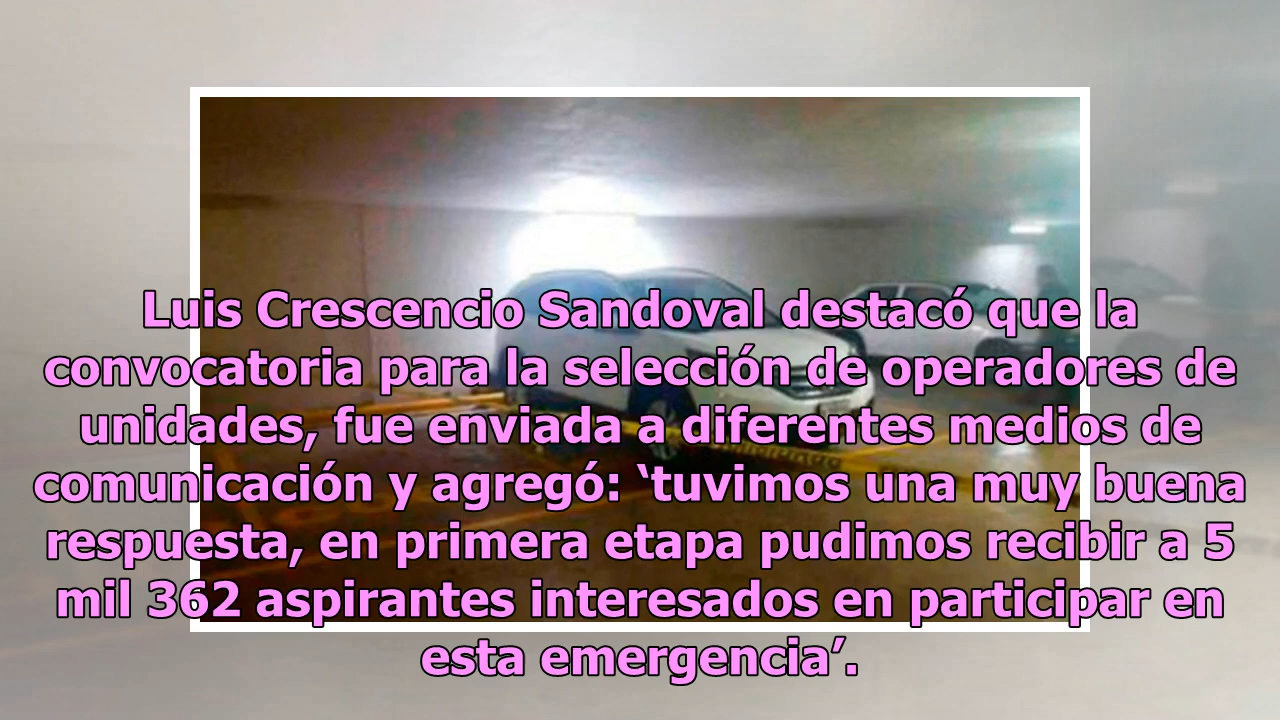 Luis Crescencio Sandoval destacó que la
convocatoria para la selección de operadores de
unidades, fue enviada a diferentes medios de
comunicación y agregó: ‘tuvimos una muy buena
respuesta, en primera etapa pudimos recibir a 5
mil 362 aspirantes interesados en participar en
esta emergencia’.